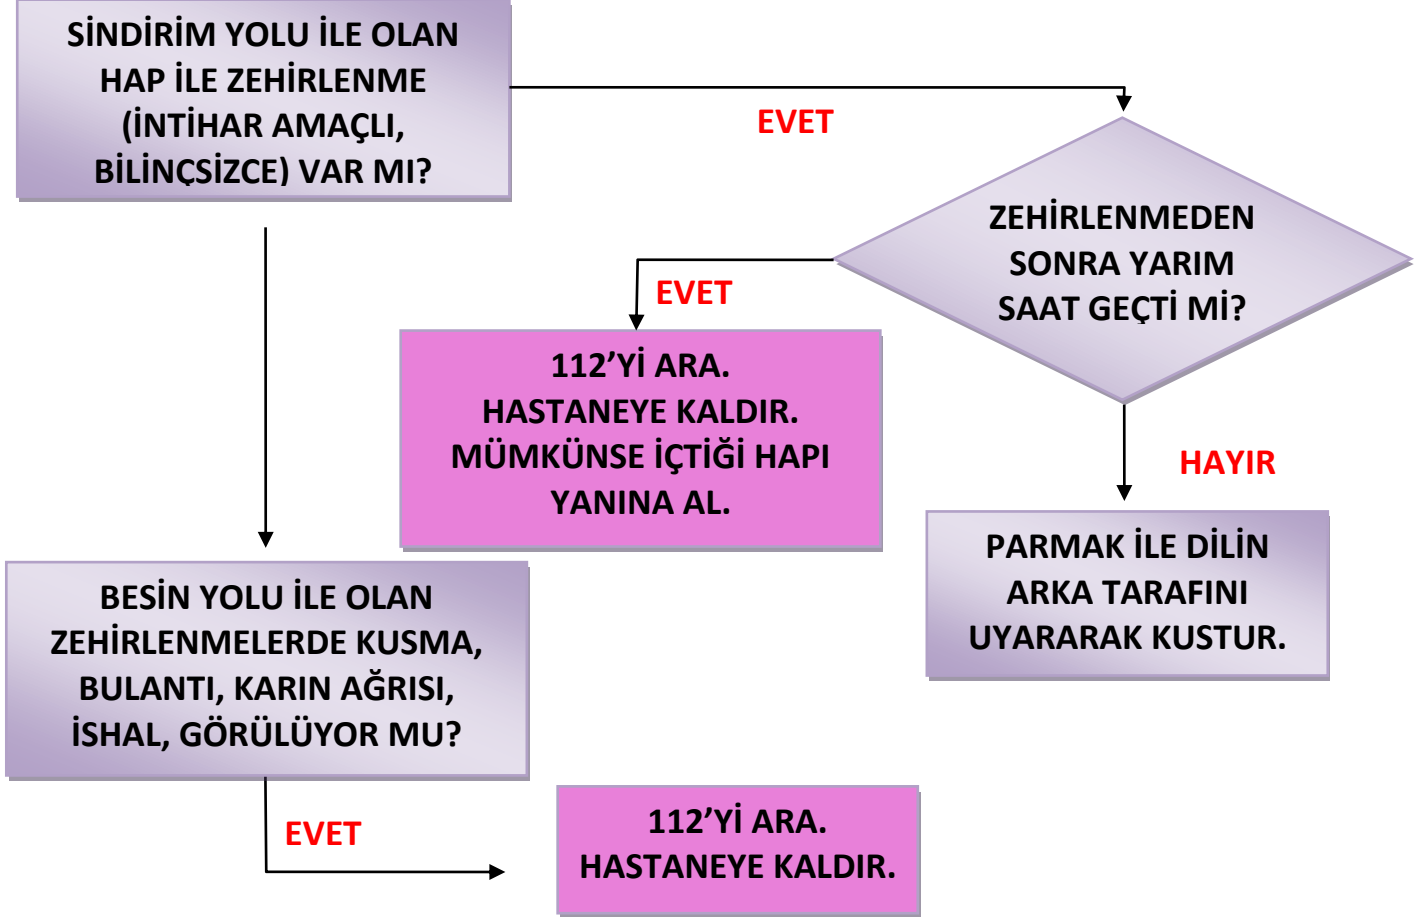 SİNDİRİM YOLU İLE OLAN
HAP İLE ZEHİRLENME
(İNTİHAR AMAÇLI,
BİLİNÇSİZCE) VAR MI?
EVET
ZEHİRLENMEDEN
SONRA YARIM
SAAT GEÇTİ Mİ?
EVET
112’Yİ ARA.
HASTANEYE KALDIR.
MÜMKÜNSE İÇTİĞİ HAPI
YANINA AL.
HAYIR
PARMAK İLE DİLİN
ARKA TARAFINI
UYARARAK KUSTUR.
BESİN YOLU İLE OLAN
ZEHİRLENMELERDE KUSMA,
BULANTI, KARIN AĞRISI,
İSHAL, GÖRÜLÜYOR MU?
EVET
112’Yİ ARA.
HASTANEYE KALDIR.